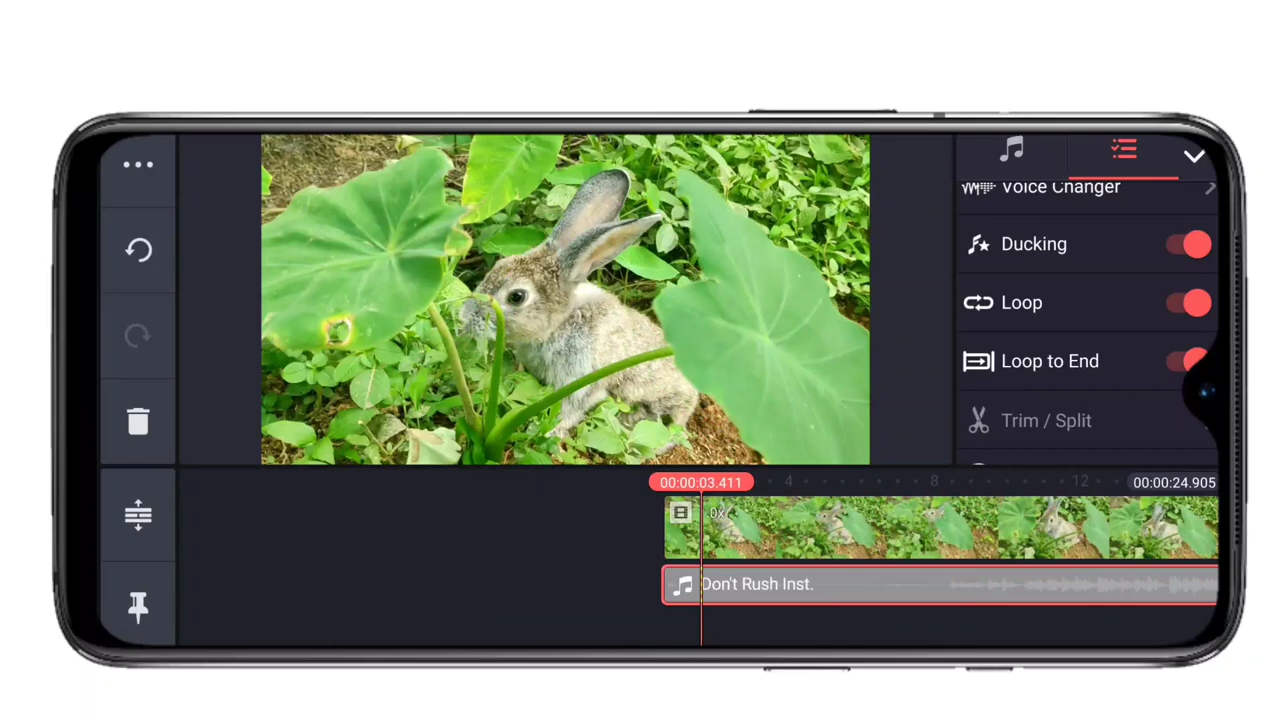 Voice Changer
Ducking
Loop
Loop to End
Trim / Split
00:00:03.411
4
8
12
00:00:24.905
.0x
Don't Rush Inst.